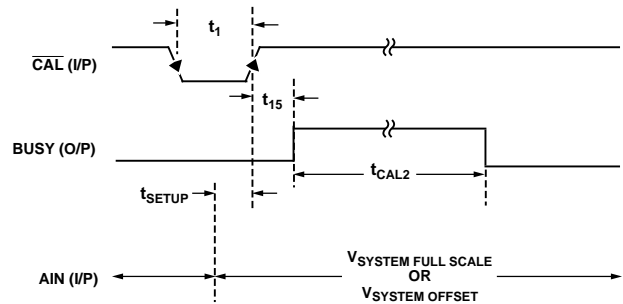 t1
CAL (I/P)
t15
BUSY (O/P)
tCAL2
tSETUP
AIN (I/P)
VSYSTEM FULL SCALE
OR
VSYSTEM OFFSET